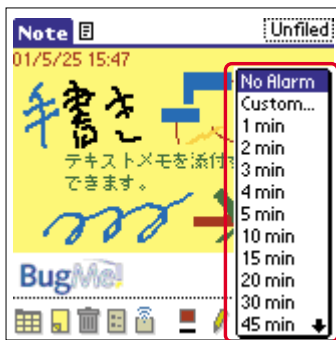 Note
Unfiled
01/5/25 15:47
手書き
テキストメモを添付す
できます。
BugMe!
No Alarm
Custom...
1 min
2 min
3 min
4 min
5 min
10 min
15 min
20 min
30 min
45 min